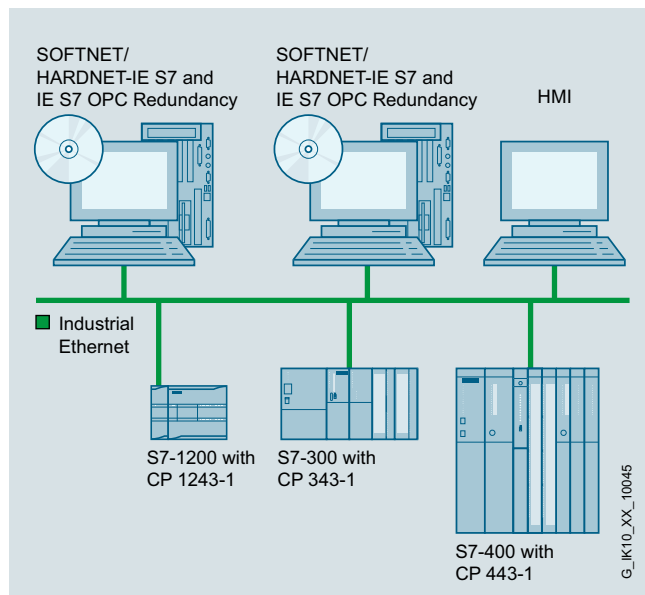 SOFTNET/
HARDNET-IE S7 and
IE S7 OPC Redundancy
SOFTNET/
HARDNET-IE S7 and
IE S7 OPC Redundancy
HMI
Industrial
Ethernet
S7-1200 with
CP 1243-1
S7-300 with
CP 343-1
S7-400 with
CP 443-1
G_IK10_XX_10045